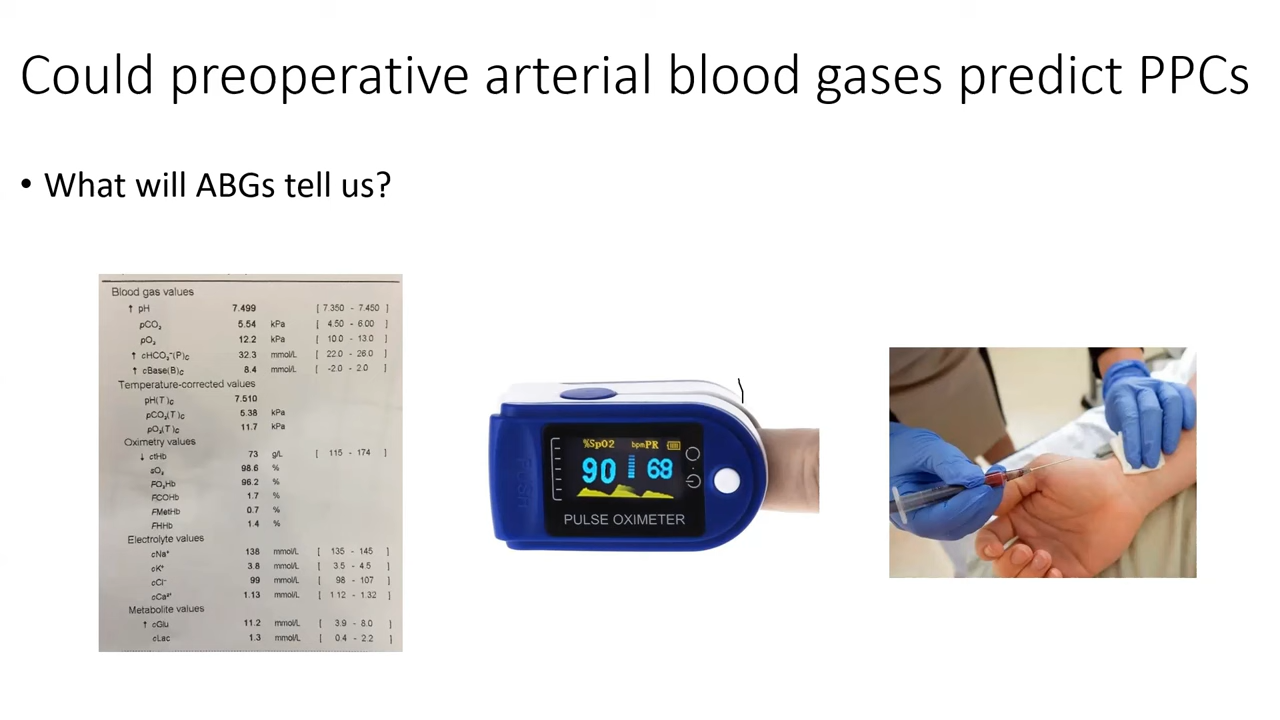 Could preoperative arterial blood gases predict PPCs
• What will ABGs tell us?
Blood gas values
↑ pH 7.499 [ 7.350 - 7.450 ]
pCO₂ 5.54 kPa [ 4.50 - 6.00 ]
pO₂ 12.2 kPa [ 10.0 - 13.0 ]
↑ cHCO₃⁻(P)c 32.3 mmol/L [ 22.0 - 26.0 ]
↑ cBase(B)c 8.4 mmol/L [ -2.0 - 2.0 ]
Temperature-corrected values
pH(T)c 7.510
pCO₂(T)c 5.38 kPa
pO₂(T)c 11.7 kPa
Oximetry values
↓ ctHb 73 g/L [ 115 - 174 ]
sO₂ 98.6 %
FO₂Hb 96.2 %
FCOHb 1.7 %
FMetHb 0.7 %
FHHb 1.4 %
Electrolyte values
cNa⁺ 138 mmol/L [ 135 - 145 ]
cK⁺ 3.8 mmol/L [ 3.5 - 4.5 ]
cCl⁻ 99 mmol/L [ 98 - 107 ]
cCa²⁺ 1.13 mmol/L [ 1.12 - 1.32 ]
Metabolite values
↑ cGlu 11.2 mmol/L [ 3.9 - 8.0 ]
cLac 1.3 mmol/L [ 0.4 - 2.2 ]
%SpO2 bpmPR
90 68
PULSE OXIMETER
PUSH